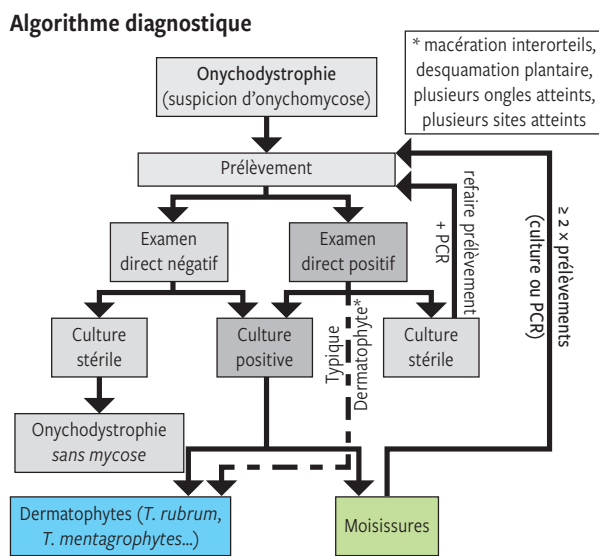 Algorithme diagnostique
* macération interorteils,
desquamation plantaire,
plusieurs ongles atteints,
plusieurs sites atteints
Onychodystrophie
(suspicion d'onychomycose)
Prélèvement
refaire prélèvement
+ PCR
≥ 2 × prélèvements
(culture ou PCR)
Examen
direct négatif
Examen
direct positif
Culture
stérile
Culture
positive
Typique
Dermatophyte*
Culture
stérile
Onychodystrophie
sans mycose
Dermatophytes (T. rubrum,
T. mentagrophytes...)
Moisissures